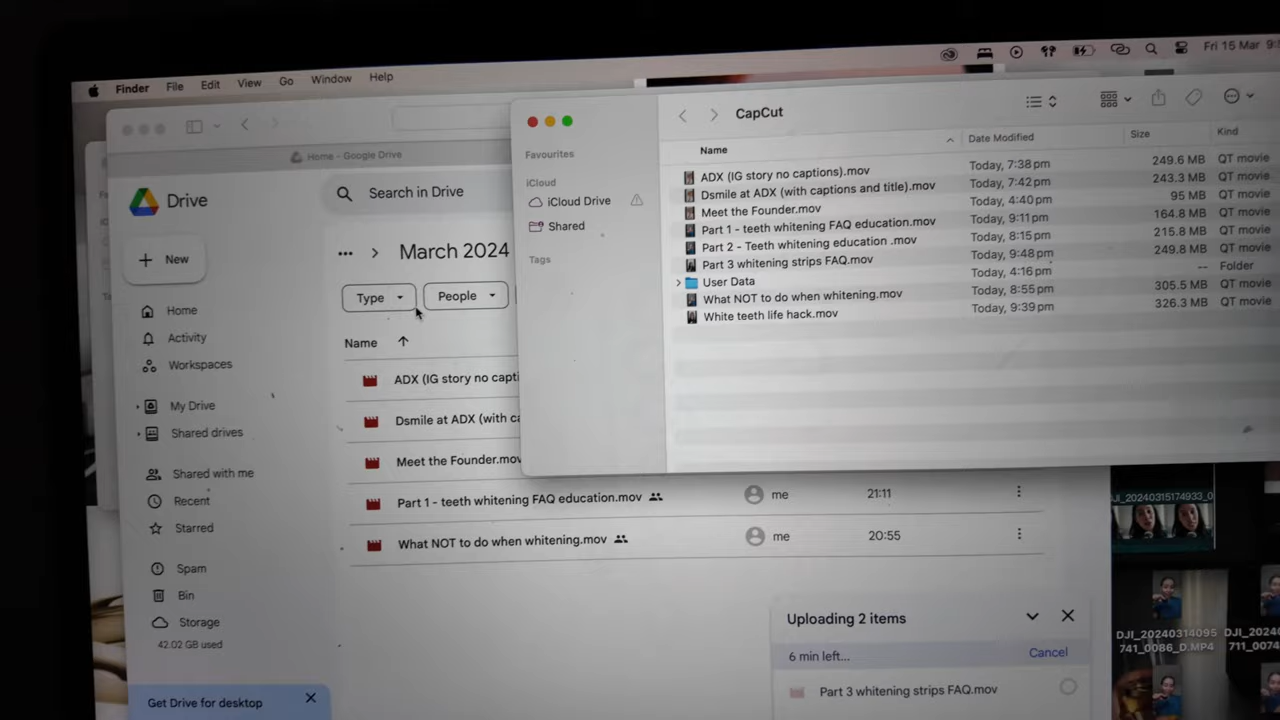 Finder File Edit View Go Window Help
Fri 15 Mar
Home - Google Drive
Drive
Search in Drive
New
March 2024
Type
People
Home
Activity
Workspaces
My Drive
Shared drives
Shared with me
Recent
Starred
Spam
Bin
Storage
42.02 GB used
Get Drive for desktop
Name
ADX (IG story no capti
Dsmile at ADX (with ca
Meet the Founder.mov
Part 1 - teeth whitening FAQ education.mov me 21:11
What NOT to do when whitening.mov me 20:55
CapCut
Favourites
iCloud
iCloud Drive
Shared
Tags
Name Date Modified Size Kind
ADX (IG story no captions).mov Today, 7:38 pm 249.6 MB QT movie
Dsmile at ADX (with captions and title).mov Today, 7:42 pm 243.3 MB QT movie
Meet the Founder.mov Today, 4:40 pm 95 MB QT movie
Part 1 - teeth whitening FAQ education.mov Today, 9:11 pm 164.8 MB QT movie
Part 2 - Teeth whitening education .mov Today, 8:15 pm 215.8 MB QT movie
Part 3 whitening strips FAQ.mov Today, 9:48 pm 249.8 MB QT movie
User Data Today, 4:16 pm -- Folder
What NOT to do when whitening.mov Today, 8:55 pm 305.5 MB QT movie
White teeth life hack.mov Today, 9:39 pm 326.3 MB QT movie
Uploading 2 items
6 min left... Cancel
Part 3 whitening strips FAQ.mov
JI_20240315174933_0
DJI_20240314095 DJI_2024
741_0086_D.MP4 711_0074